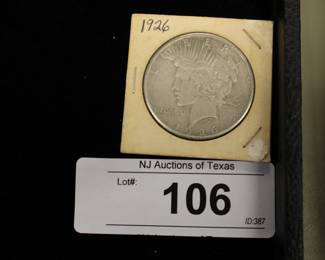 1926
NJ Auctions of Texas
Lot#:
106
ID:387